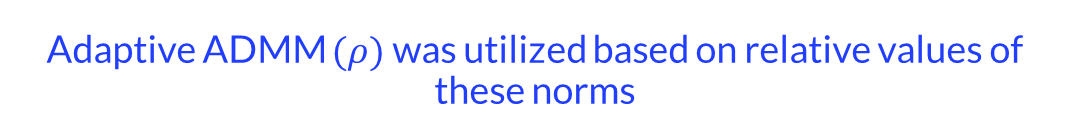 Adaptive ADMM (ρ) was utilized based on relative values of
these norms